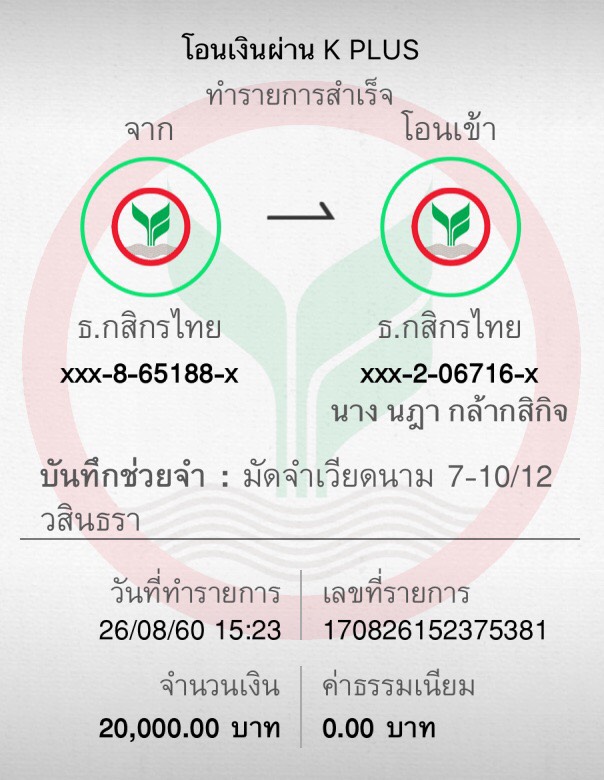 โอนเงินผ่าน K PLUS
ทำรายการสำเร็จ
จาก
โอนเข้า
ธ.กสิกรไทย
ธ.กสิกรไทย
xxx-8-65188-x
xxx-2-06716-x
นาง นฎา กล้ากสิกิจ
บันทึกช่วยจำ : มัดจำเวียดนาม 7-10/12
วสินธรา
วันที่ทำรายการ
เลขที่รายการ
26/08/60 15:23
170826152375381
จำนวนเงิน
ค่าธรรมเนียม
20,000.00 บาท
0.00 บาท